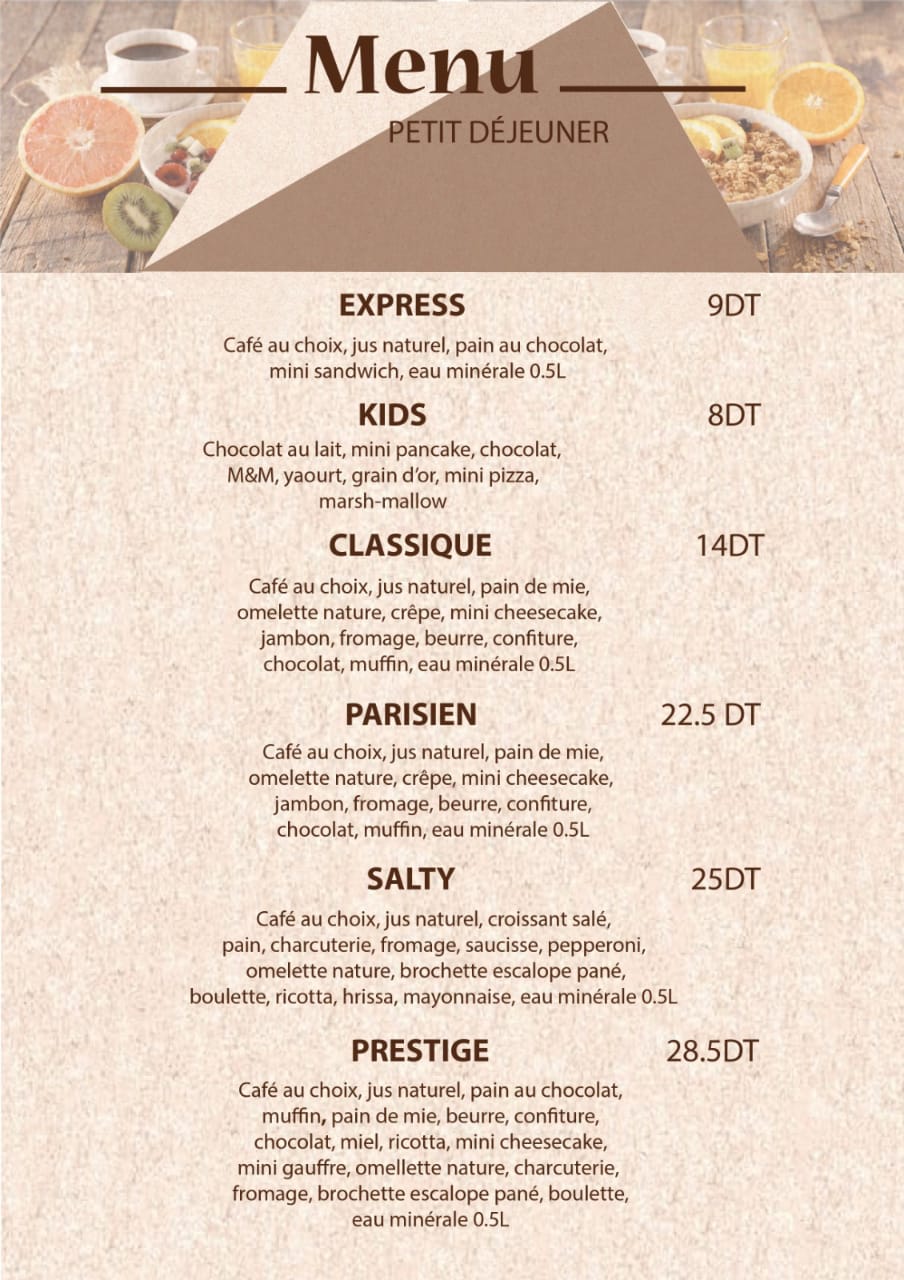 Menu
PETIT DÉJEUNER
EXPRESS 9DT
Café au choix, jus naturel, pain au chocolat,
mini sandwich, eau minérale 0.5L
KIDS 8DT
Chocolat au lait, mini pancake, chocolat,
M&M, yaourt, grain d'or, mini pizza,
marsh-mallow
CLASSIQUE 14DT
Café au choix, jus naturel, pain de mie,
omelette nature, crêpe, mini cheesecake,
jambon, fromage, beurre, confiture,
chocolat, muffin, eau minérale 0.5L
PARISIEN 22.5 DT
Café au choix, jus naturel, pain de mie,
omelette nature, crêpe, mini cheesecake,
jambon, fromage, beurre, confiture,
chocolat, muffin, eau minérale 0.5L
SALTY 25DT
Café au choix, jus naturel, croissant salé,
pain, charcuterie, fromage, saucisse, pepperoni,
omelette nature, brochette escalope pané,
boulette, ricotta, hrissa, mayonnaise, eau minérale 0.5L
PRESTIGE 28.5DT
Café au choix, jus naturel, pain au chocolat,
muffin, pain de mie, beurre, confiture,
chocolat, miel, ricotta, mini cheesecake,
mini gauffre, omellette nature, charcuterie,
fromage, brochette escalope pané, boulette,
eau minérale 0.5L